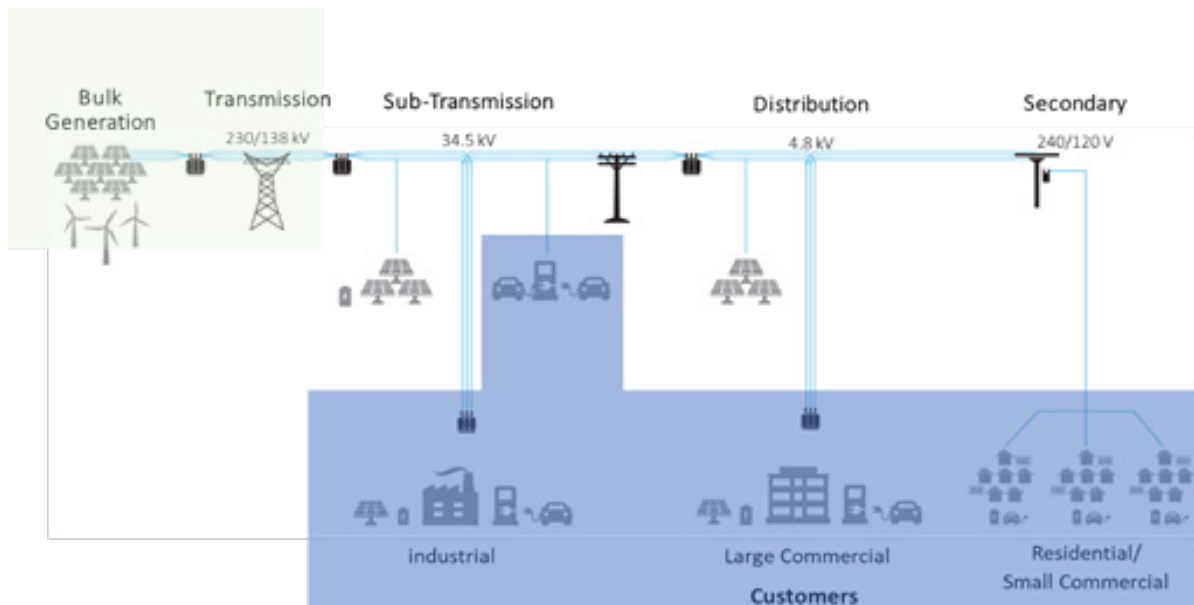 Bulk
Generation
Transmission
Sub-Transmission
Distribution
Secondary
230/138 kV
34.5 kV
4.8 kV
240/120 V
industrial
Large Commercial
Residential/
Small Commercial
Customers